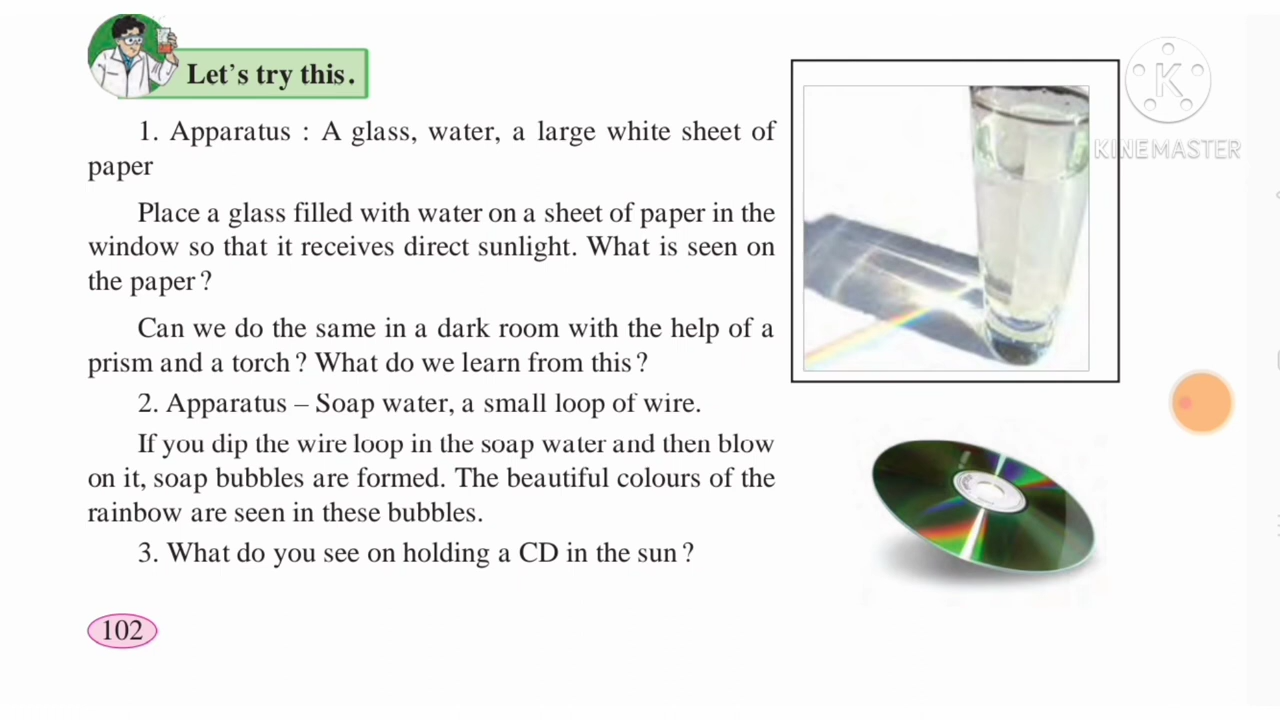 Let's try this.
1. Apparatus : A glass, water, a large white sheet of
paper
Place a glass filled with water on a sheet of paper in the
window so that it receives direct sunlight. What is seen on
the paper ?
Can we do the same in a dark room with the help of a
prism and a torch ? What do we learn from this ?
2. Apparatus – Soap water, a small loop of wire.
If you dip the wire loop in the soap water and then blow
on it, soap bubbles are formed. The beautiful colours of the
rainbow are seen in these bubbles.
3. What do you see on holding a CD in the sun ?
102
K
KINEMASTER